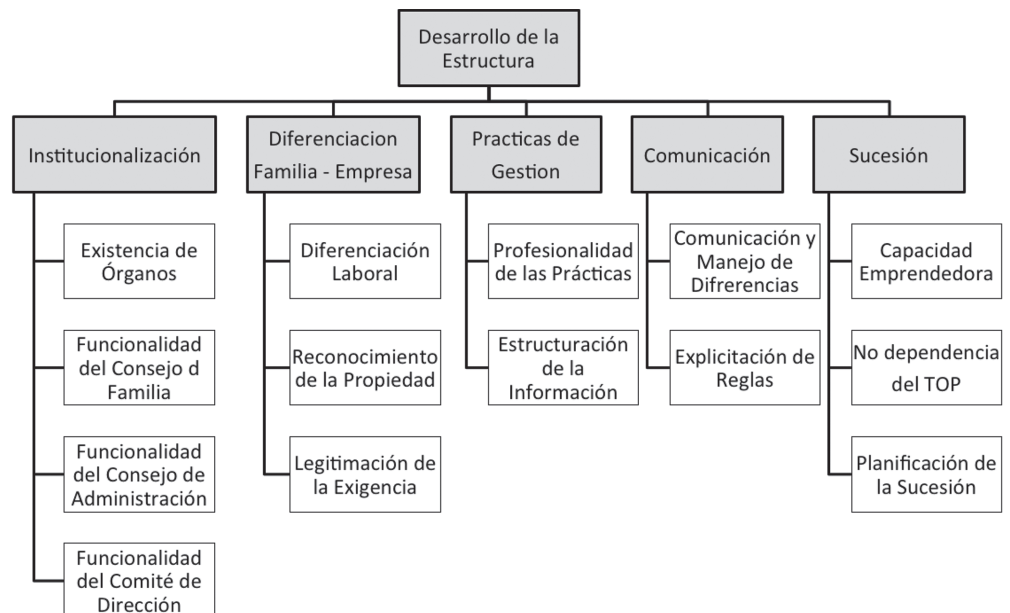 Desarrollo de la
Estructura
Institucionalización
Diferenciacion
Familia - Empresa
Practicas de
Gestion
Comunicación
Sucesión
Existencia de
Órganos
Funcionalidad
del Consejo d
Familia
Funcionalidad
del Consejo de
Administración
Funcionalidad
del Comité de
Dirección
Diferenciación
Laboral
Reconocimiento
de la Propiedad
Legitimación de
la Exigencia
Profesionalidad
de las Prácticas
Estructuración
de la
Información
Comunicación y
Manejo de
Difrerencias
Explicitación de
Reglas
Capacidad
Emprendedora
No dependencia
del TOP
Planificación de
la Sucesión